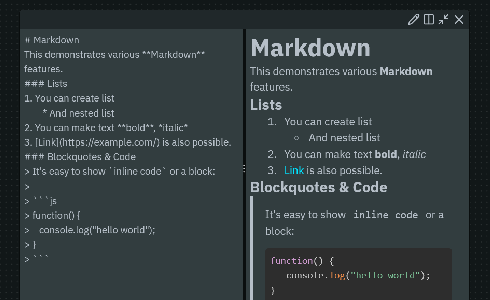 # Markdown
This demonstrates various **Markdown**
features.
### Lists
1. You can create list
* And nested list
2. You can make text **bold**, *italic*
3. [Link](https://example.com/) is also possible.
### Blockquotes & Code
> It's easy to show `inline code` or a block:
>
> ```js
> function() {
>   console.log("hello world");
> }
> ```
Markdown
This demonstrates various Markdown
features.
Lists
1. You can create list
○ And nested list
2. You can make text bold, italic
3. Link is also possible.
Blockquotes & Code
It's easy to show inline code or a
block:
function() {
console.log("hello world");
}